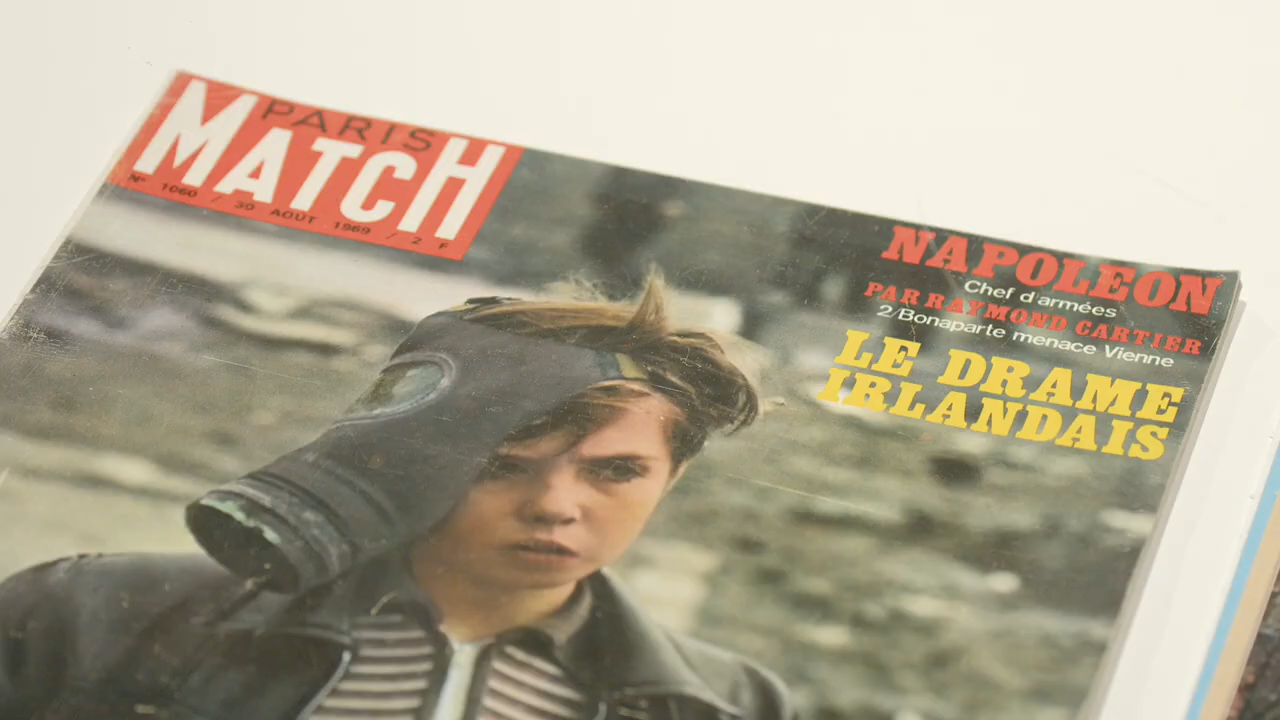 PARIS
MATCH
N° 1060 / 30 AOUT 1969 / 2 F
NAPOLEON
Chef d'armées
PAR RAYMOND CARTIER
2/Bonaparte menace Vienne
LE DRAME
IRLANDAIS